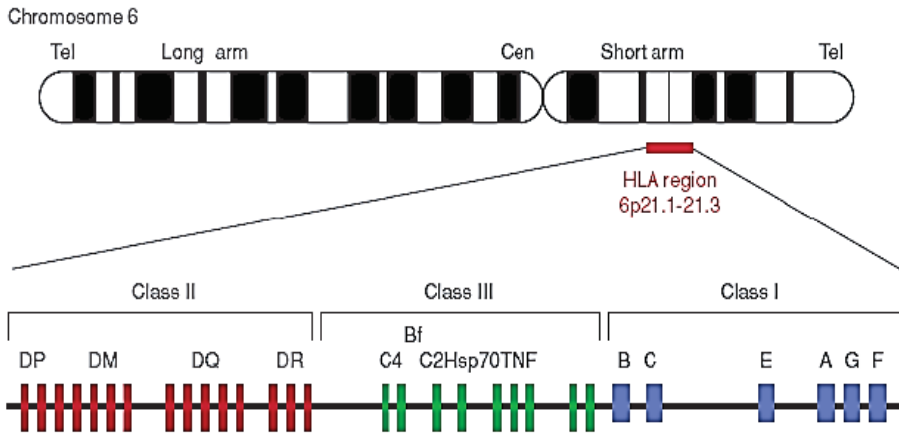 Chromosome 6
Tel Long arm Cen Short arm Tel
HLA region
6p21.1-21.3
Class II Class III Class I
Bf
DP DM DQ DR C4 C2Hsp70TNF B C E A G F